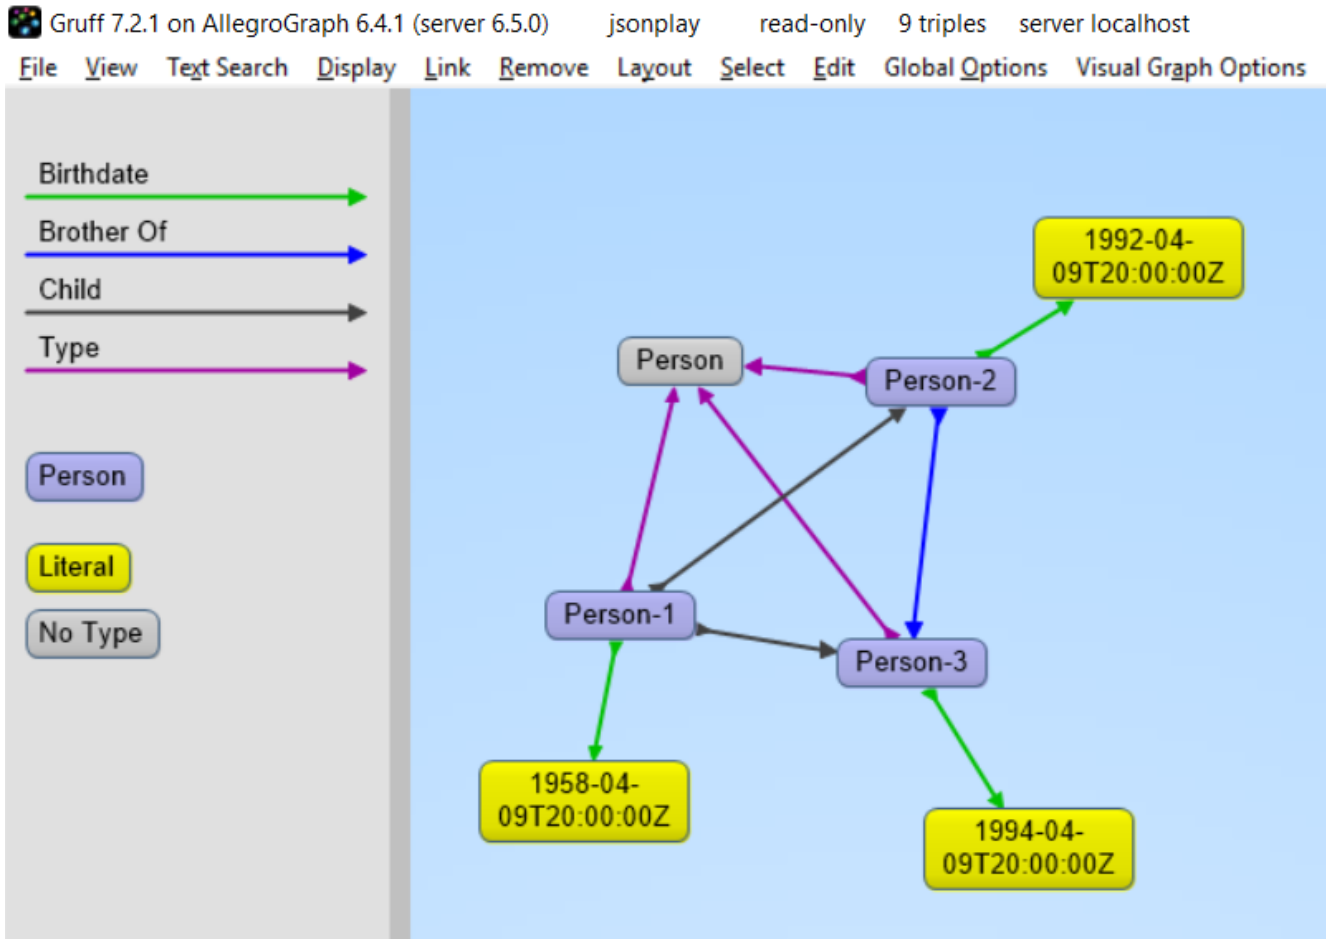 Gruff 7.2.1 on AllegroGraph 6.4.1 (server 6.5.0) jsonplay read-only 9 triples server localhost
File View Text Search Display Link Remove Layout Select Edit Global Options Visual Graph Options
Birthdate
Brother Of
Child
Type
Person
Literal
No Type
1992-04-
09T20:00:00Z
Person
Person-2
Person-1
Person-3
1958-04-
09T20:00:00Z
1994-04-
09T20:00:00Z